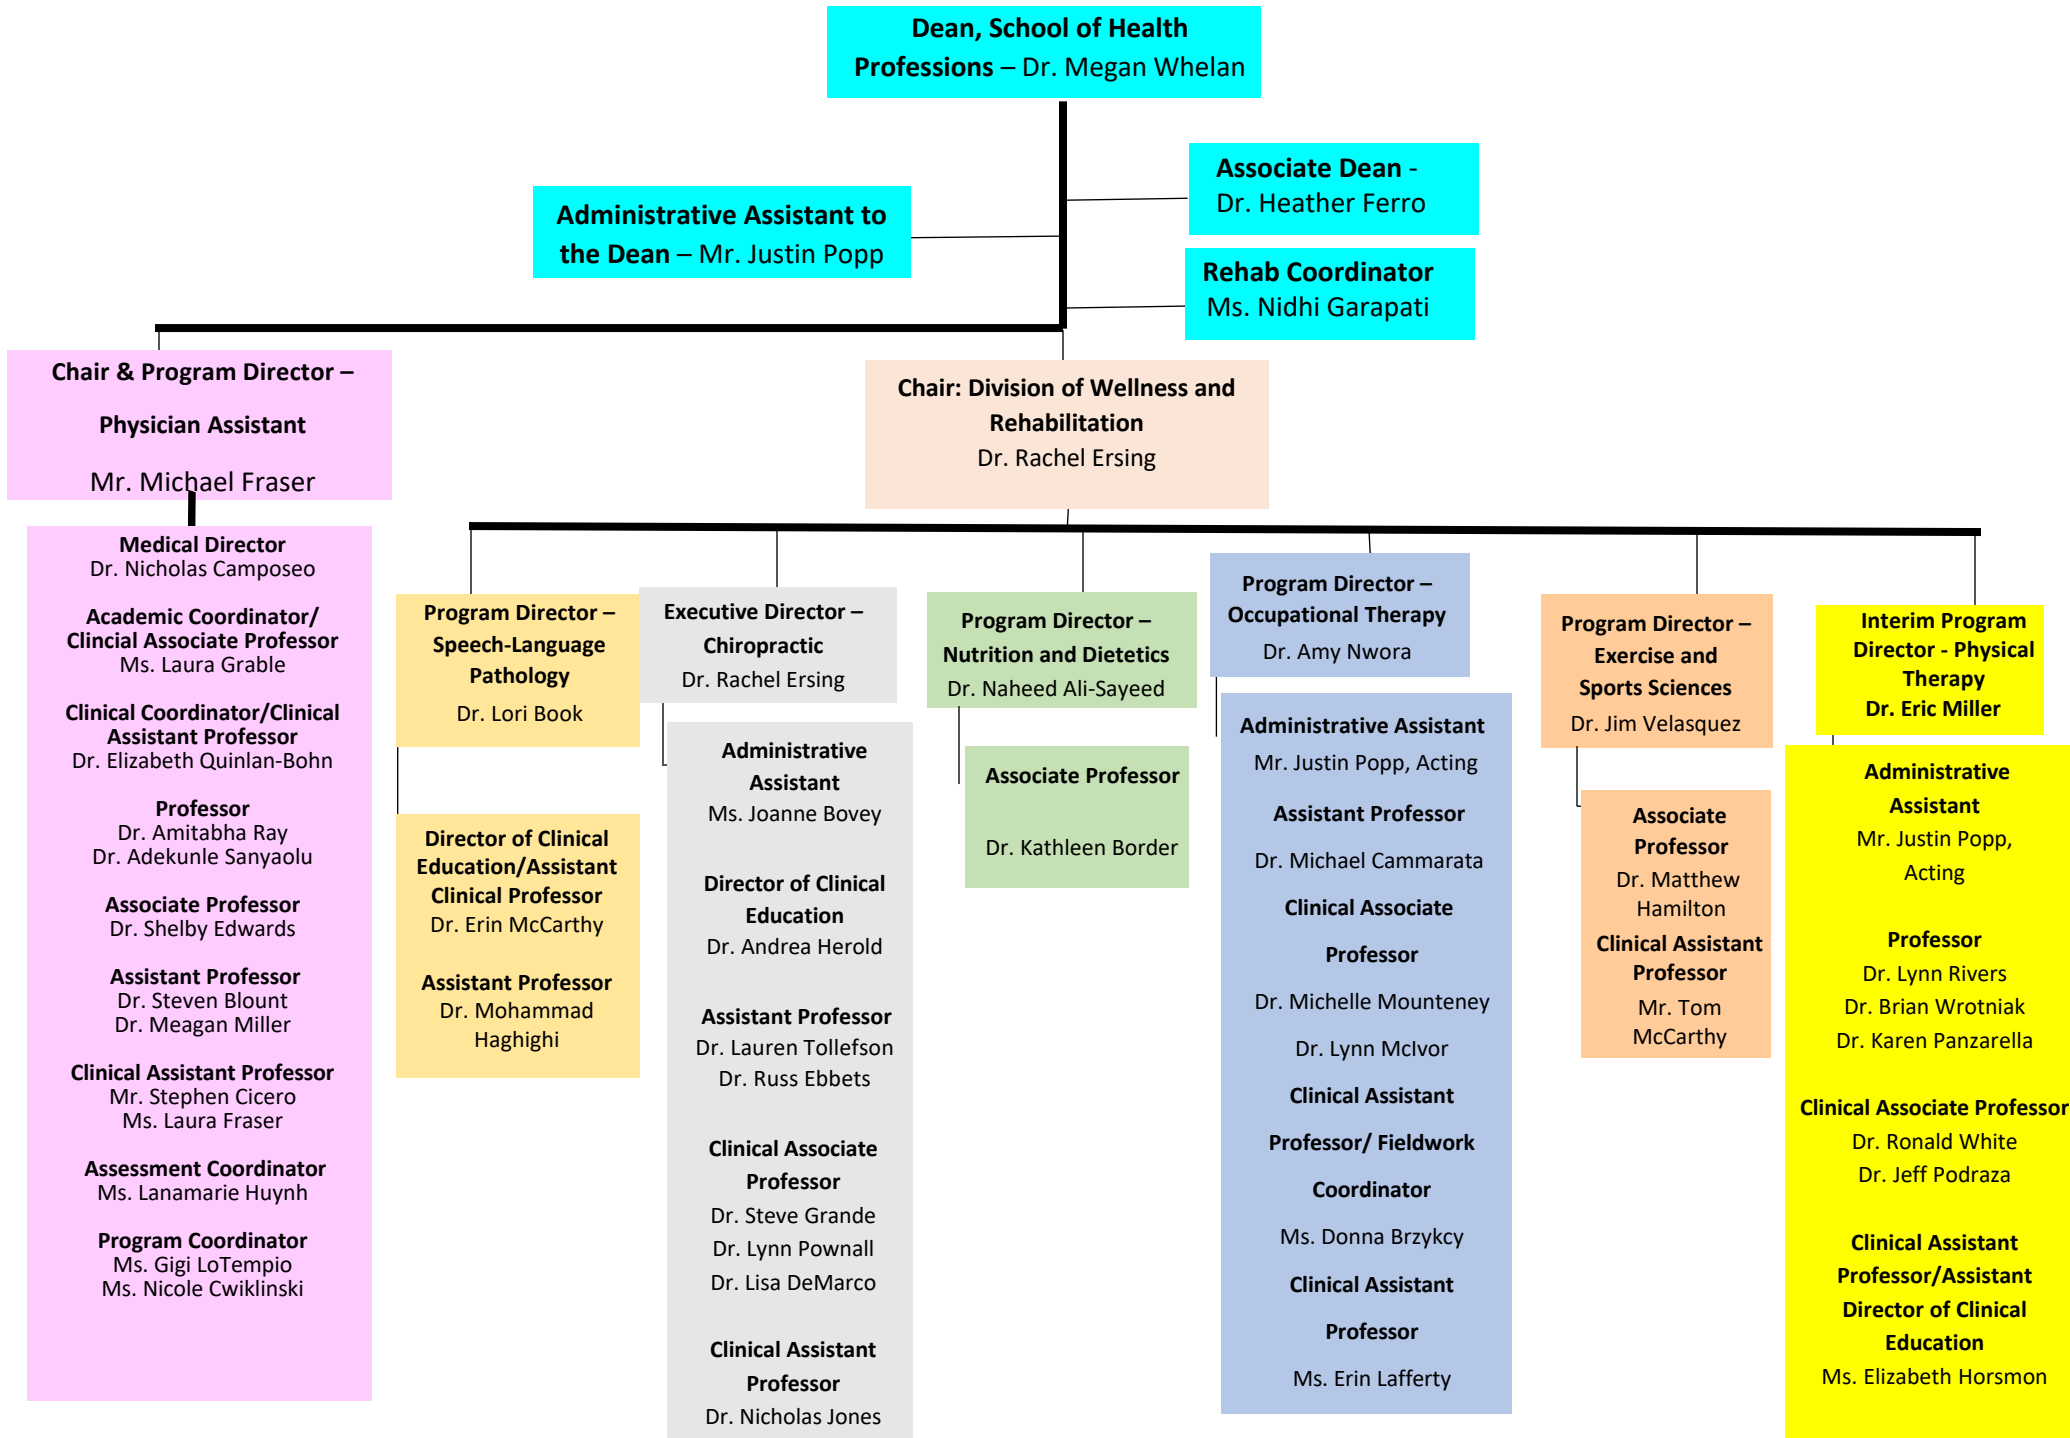 Dean, School of Health
Professions – Dr. Megan Whelan
Associate Dean -
Dr. Heather Ferro
Administrative Assistant to
the Dean – Mr. Justin Popp
Rehab Coordinator
Ms. Nidhi Garapati
Chair & Program Director –
Physician Assistant
Mr. Michael Fraser
Chair: Division of Wellness and
Rehabilitation
Dr. Rachel Ersing
Medical Director
Dr. Nicholas Camposeo
Academic Coordinator/
Clincial Associate Professor
Ms. Laura Grable
Clinical Coordinator/Clinical
Assistant Professor
Dr. Elizabeth Quinlan-Bohn
Professor
Dr. Amitabha Ray
Dr. Adekunle Sanyaolu
Associate Professor
Dr. Shelby Edwards
Assistant Professor
Dr. Steven Blount
Dr. Meagan Miller
Clinical Assistant Professor
Mr. Stephen Cicero
Ms. Laura Fraser
Assessment Coordinator
Ms. Lanamarie Huynh
Program Coordinator
Ms. Gigi LoTempio
Ms. Nicole Cwiklinski
Program Director –
Speech-Language
Pathology
Dr. Lori Book
Director of Clinical
Education/Assistant
Clinical Professor
Dr. Erin McCarthy
Assistant Professor
Dr. Mohammad
Haghighi
Executive Director –
Chiropractic
Dr. Rachel Ersing
Administrative
Assistant
Ms. Joanne Bovey
Director of Clinical
Education
Dr. Andrea Herold
Assistant Professor
Dr. Lauren Tollefson
Dr. Russ Ebbets
Clinical Associate
Professor
Dr. Steve Grande
Dr. Lynn Pownall
Dr. Lisa DeMarco
Clinical Assistant
Professor
Dr. Nicholas Jones
Program Director –
Nutrition and Dietetics
Dr. Naheed Ali-Sayeed
Associate Professor
Dr. Kathleen Border
Program Director –
Occupational Therapy
Dr. Amy Nwora
Administrative Assistant
Mr. Justin Popp, Acting
Assistant Professor
Dr. Michael Cammarata
Clinical Associate
Professor
Dr. Michelle Mounteney
Dr. Lynn McIvor
Clinical Assistant
Professor/ Fieldwork
Coordinator
Ms. Donna Brzykcy
Clinical Assistant
Professor
Ms. Erin Lafferty
Program Director –
Exercise and
Sports Sciences
Dr. Jim Velasquez
Associate
Professor
Dr. Matthew
Hamilton
Clinical Assistant
Professor
Mr. Tom
McCarthy
Interim Program
Director - Physical
Therapy
Dr. Eric Miller
Administrative
Assistant
Mr. Justin Popp,
Acting
Professor
Dr. Lynn Rivers
Dr. Brian Wrotniak
Dr. Karen Panzarella
Clinical Associate Professor
Dr. Ronald White
Dr. Jeff Podraza
Clinical Assistant
Professor/Assistant
Director of Clinical
Education
Ms. Elizabeth Horsmon